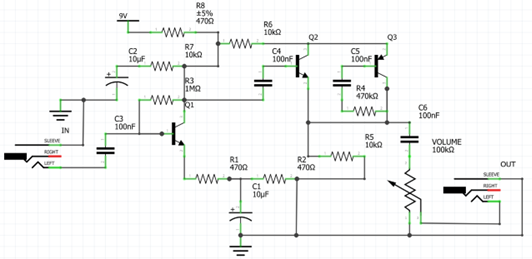 R8
±5%
470Ω
9V
R6
10kΩ
Q2
Q3
C2
10μF
R7
10kΩ
C4
100nF
C5
100nF
R3
1MΩ
Q1
R4
470kΩ
C6
100nF
IN
C3
100nF
SLEEVE
RIGHT
LEFT
R5
10kΩ
VOLUME
100kΩ
R1
470Ω
R2
470Ω
C1
10μF
OUT
SLEEVE
RIGHT
LEFT